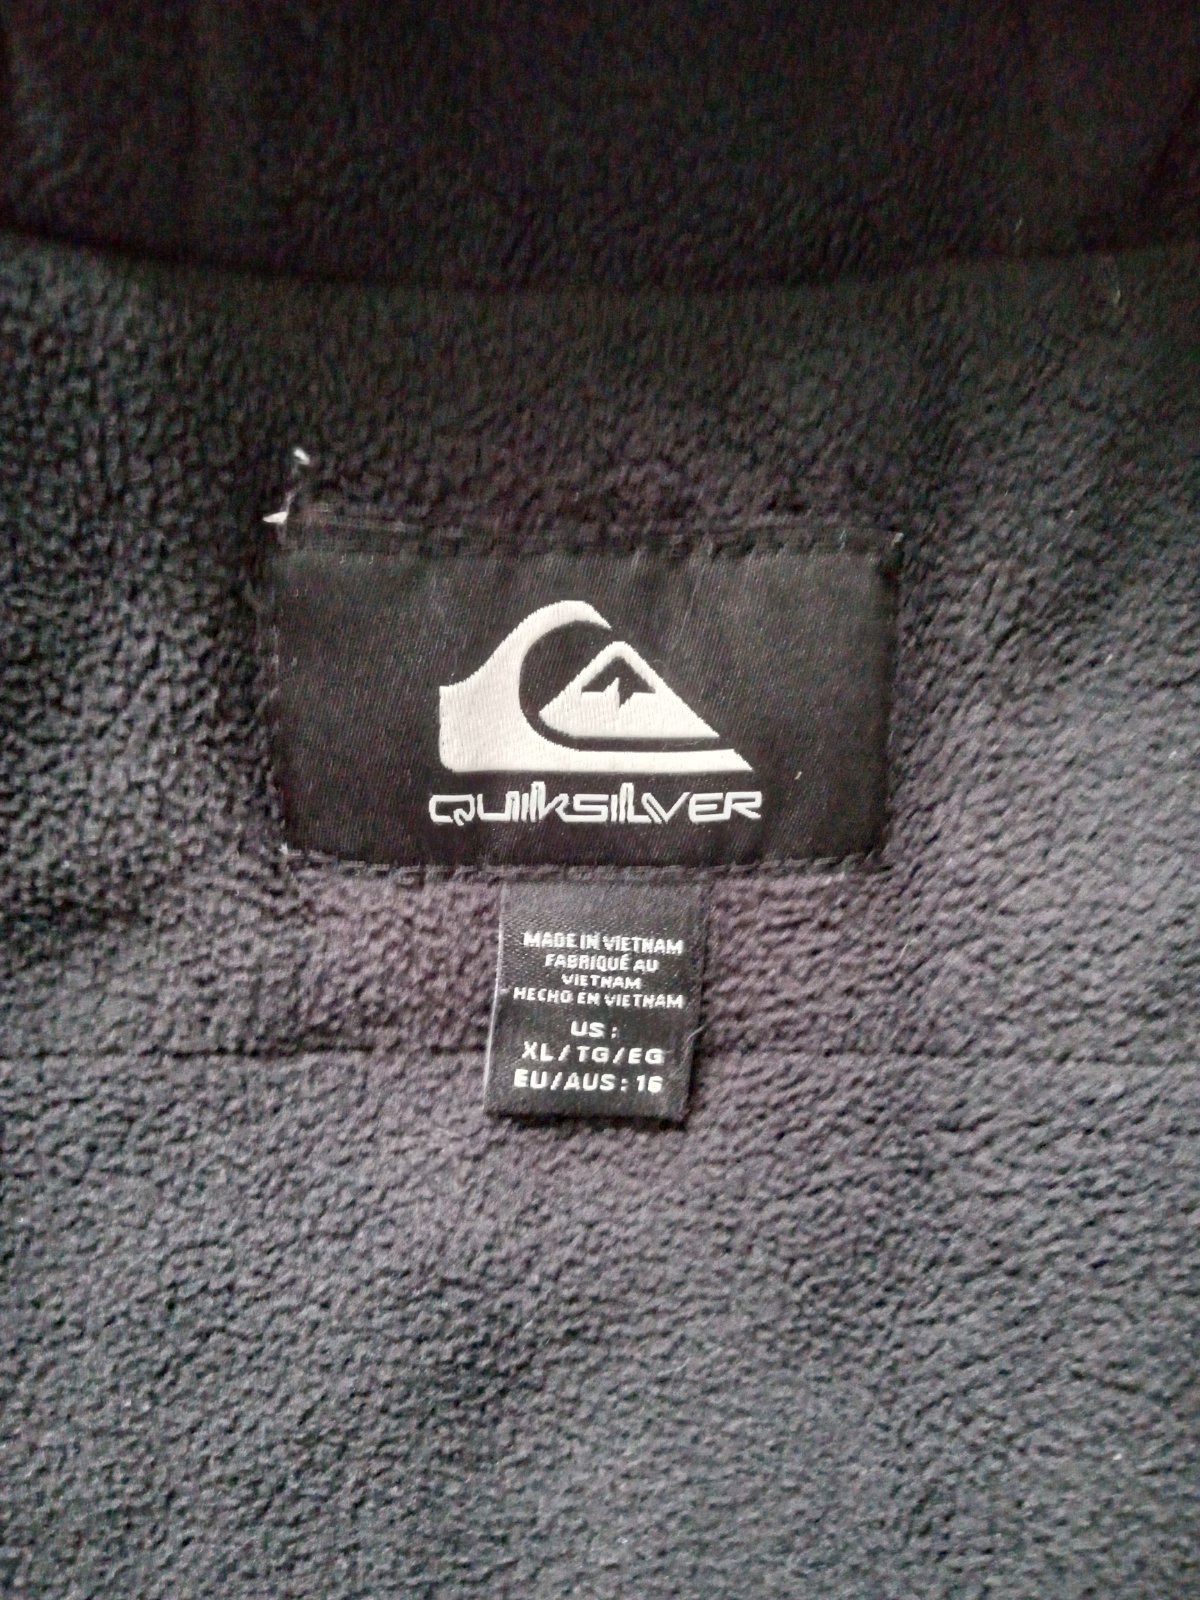 QUIKSILVER
MADE IN VIETNAM
FABRIQUÉ AU
VIETNAM
HECHO EN VIETNAM
US :
XL / TG / EG
EU / AUS : 16